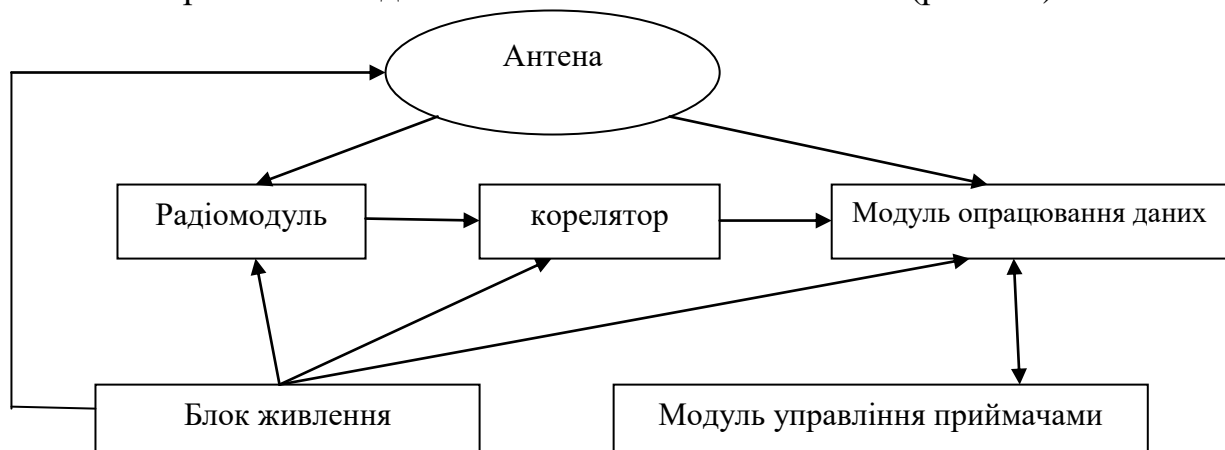 Антена
Радіомодуль
корелятор
Модуль опрацювання даних
Блок живлення
Модуль управління приймачами